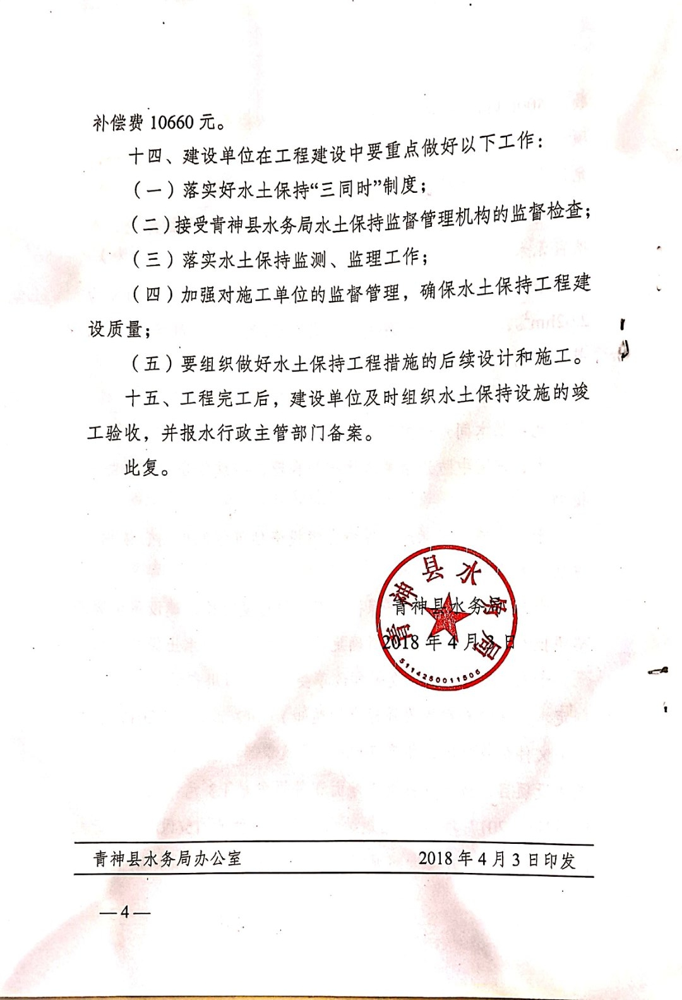 补偿费 10660 元。
十四、建设单位在工程建设中要重点做好以下工作：
（一）落实好水土保持“三同时”制度；
（二）接受青神县水务局水土保持监督管理机构的监督检查；
（三）落实水土保持监测、监理工作；
（四）加强对施工单位的监督管理，确保水土保持工程建
设质量；
（五）要组织做好水土保持工程措施的后续设计和施工。
十五、工程完工后，建设单位及时组织水土保持设施的竣
工验收，并报水行政主管部门备案。
此复。
青神县水务局
青神县水务局
2018 年 4 月 3 日
5114250011505
青神县水务局办公室 2018 年 4 月 3 日印发
—4—